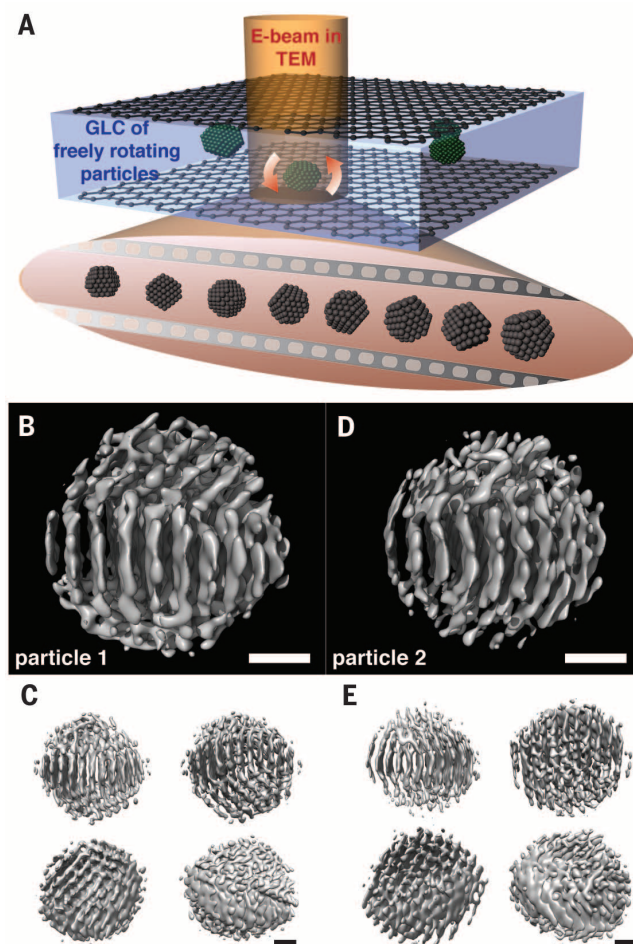 A
E-beam in
TEM
GLC of
freely rotating
particles
B
particle 1
D
particle 2
C
E